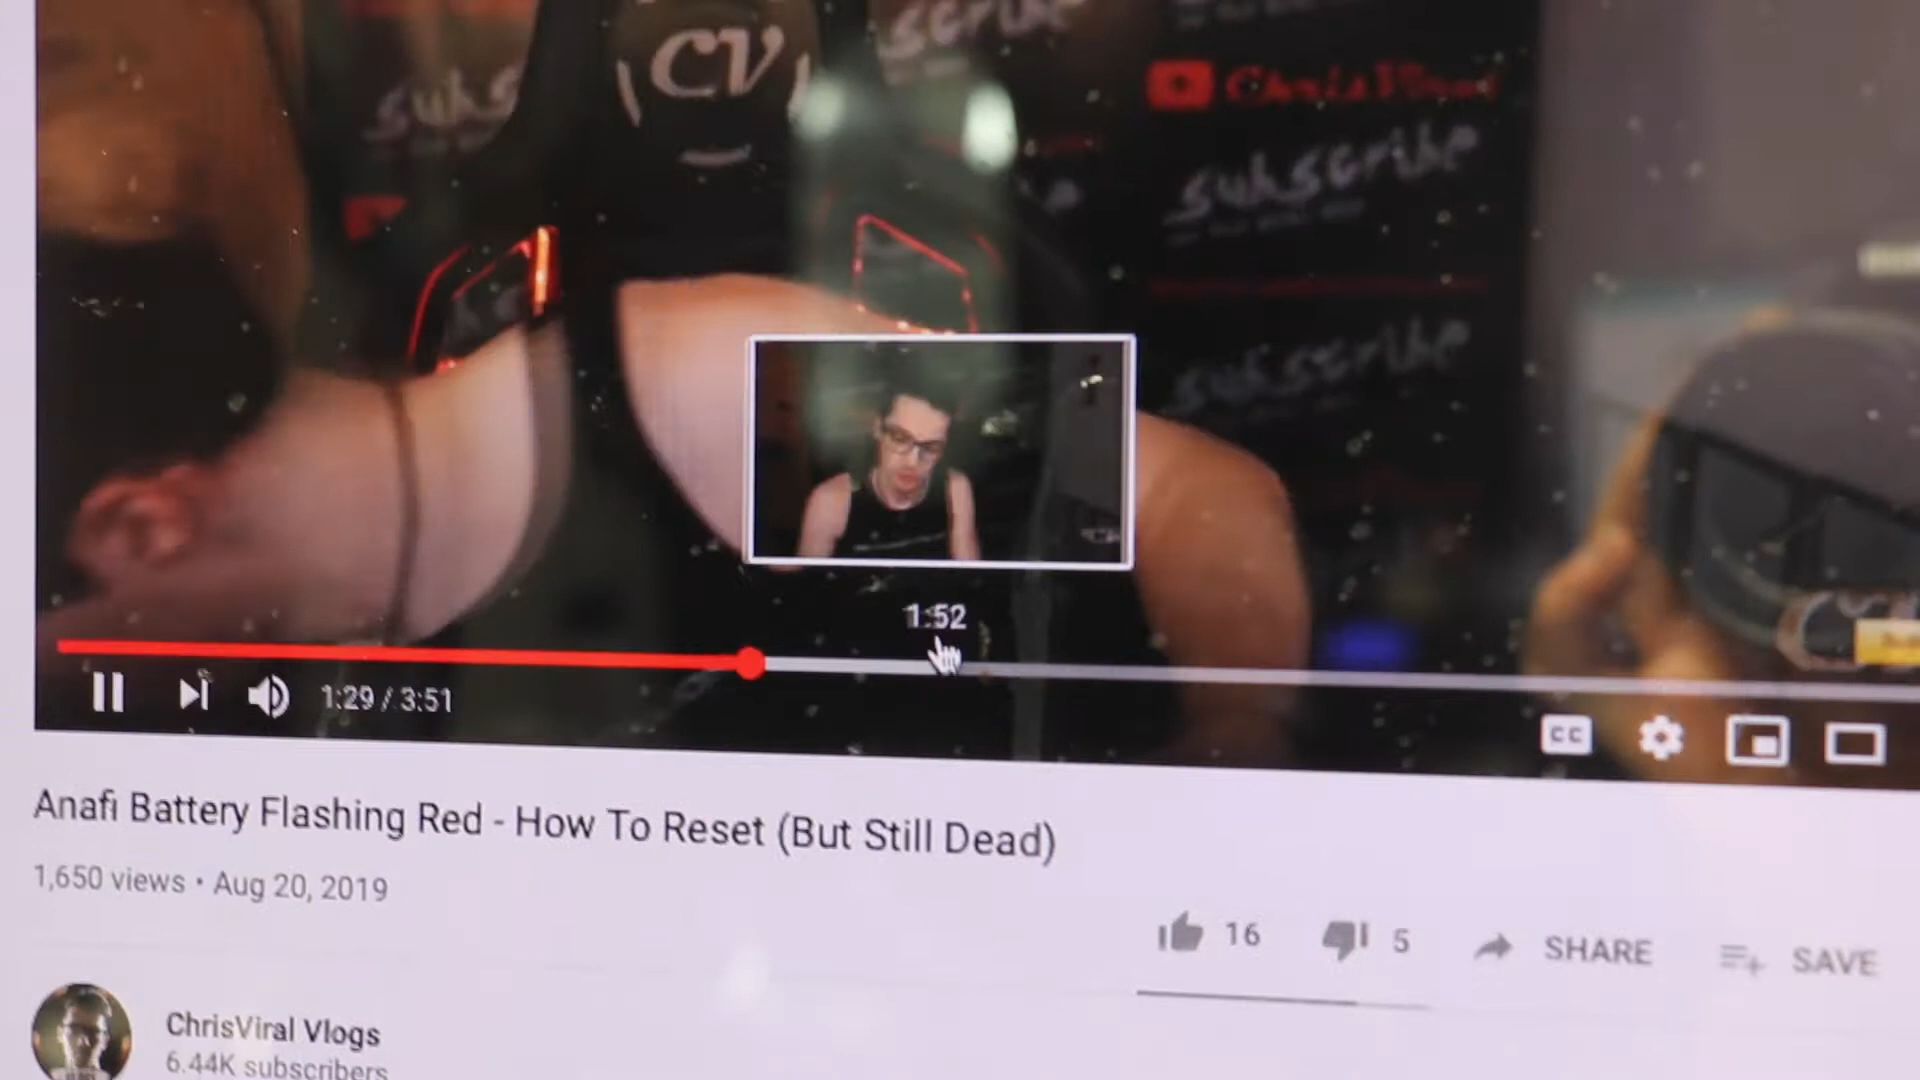 CV
Subscribe
ChrisViral
Subscribe
Subscribe
1:52
1:29 / 3:51
CC
Anafi Battery Flashing Red - How To Reset (But Still Dead)
1,650 views • Aug 20, 2019
16
5
SHARE
SAVE
ChrisViral Vlogs
6.44K subscribers